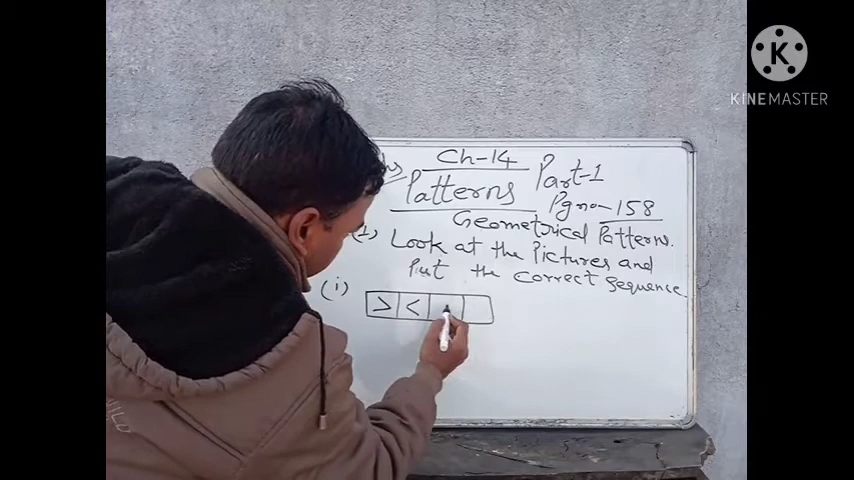 K
KINEMASTER
Ch-14
Patterns Part-1
Pg no- 158
Geometrical Patterns.
(1) Look at the Pictures and
Put the correct sequence
(i) > <